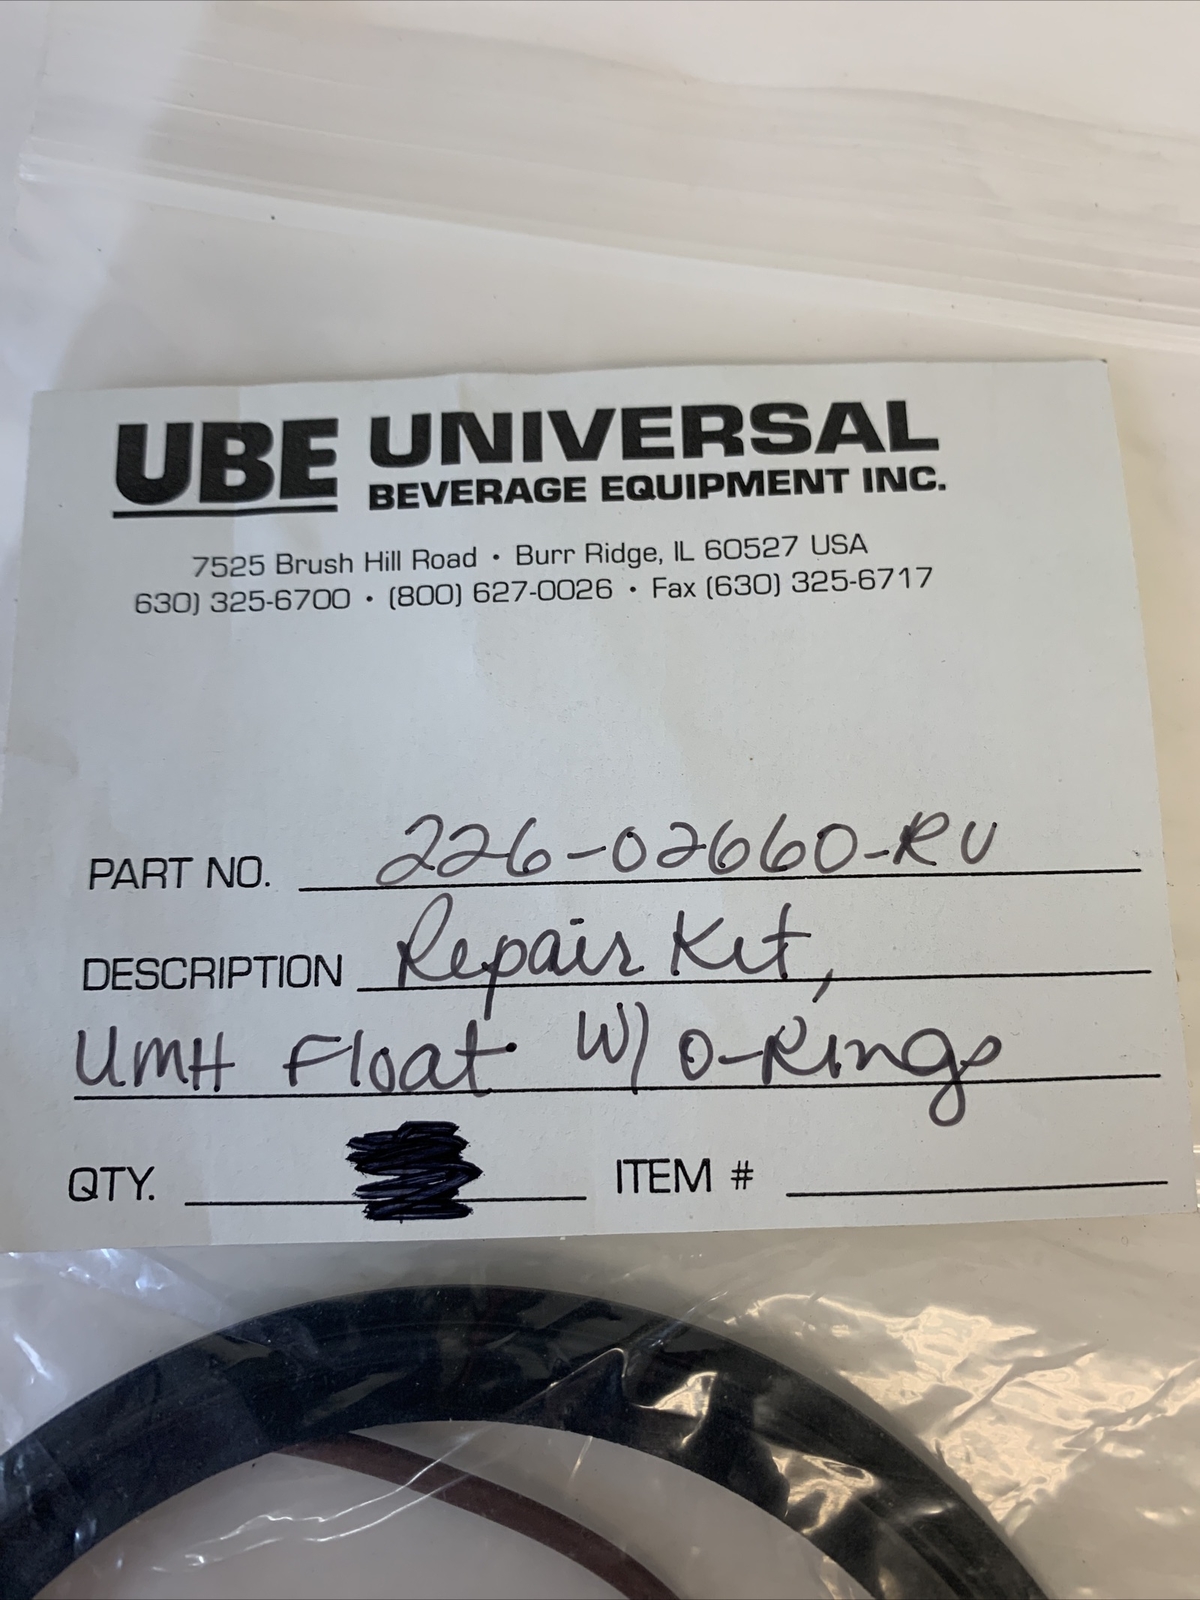 UBE UNIVERSAL
BEVERAGE EQUIPMENT INC.
7525 Brush Hill Road • Burr Ridge, IL 60527 USA
630) 325-6700 • (800) 627-0026 • Fax (630) 325-6717
PART NO. 226-02660-RU
DESCRIPTION Repair Kit,
UMH Float W/ O-Rings
QTY. ITEM #